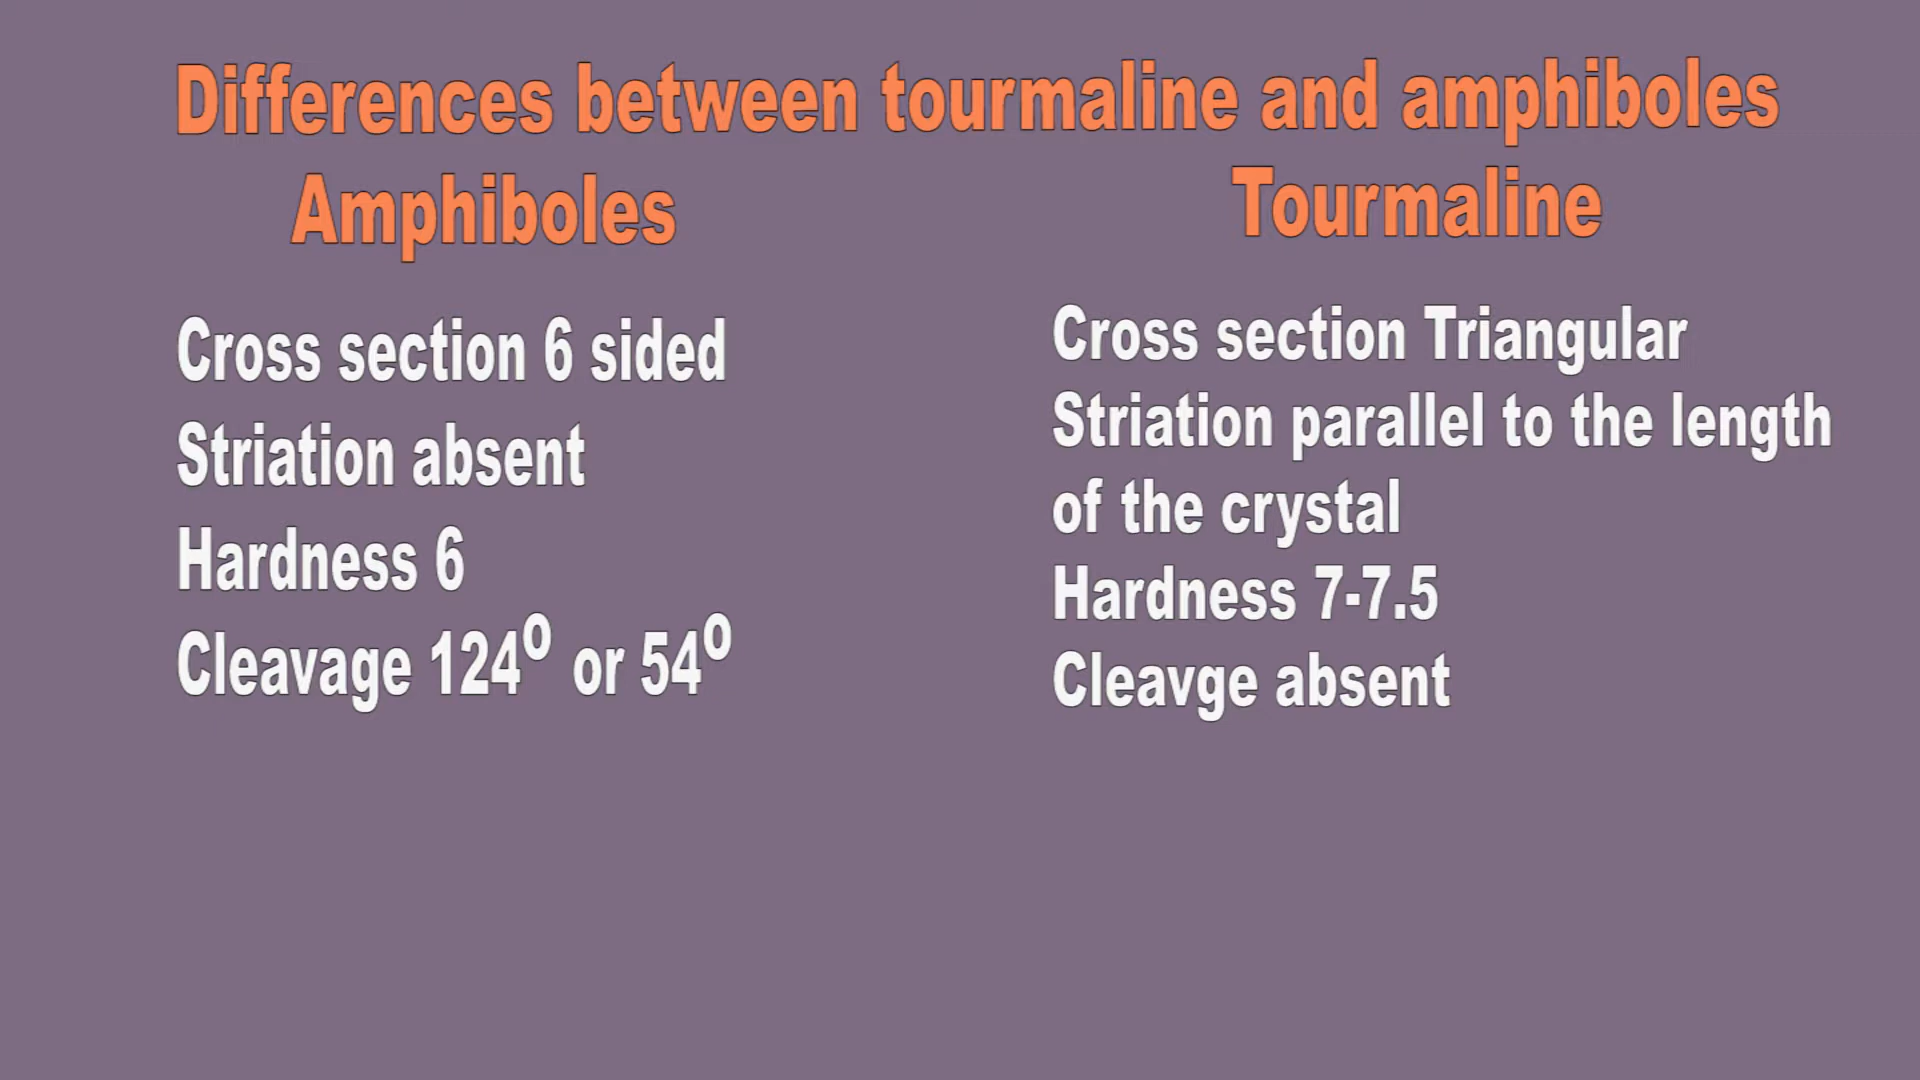 Differences between tourmaline and amphiboles
Amphiboles
Cross section 6 sided
Striation absent
Hardness 6
Cleavage 124⁰ or 54⁰
Tourmaline
Cross section Triangular
Striation parallel to the length
of the crystal
Hardness 7-7.5
Cleavge absent